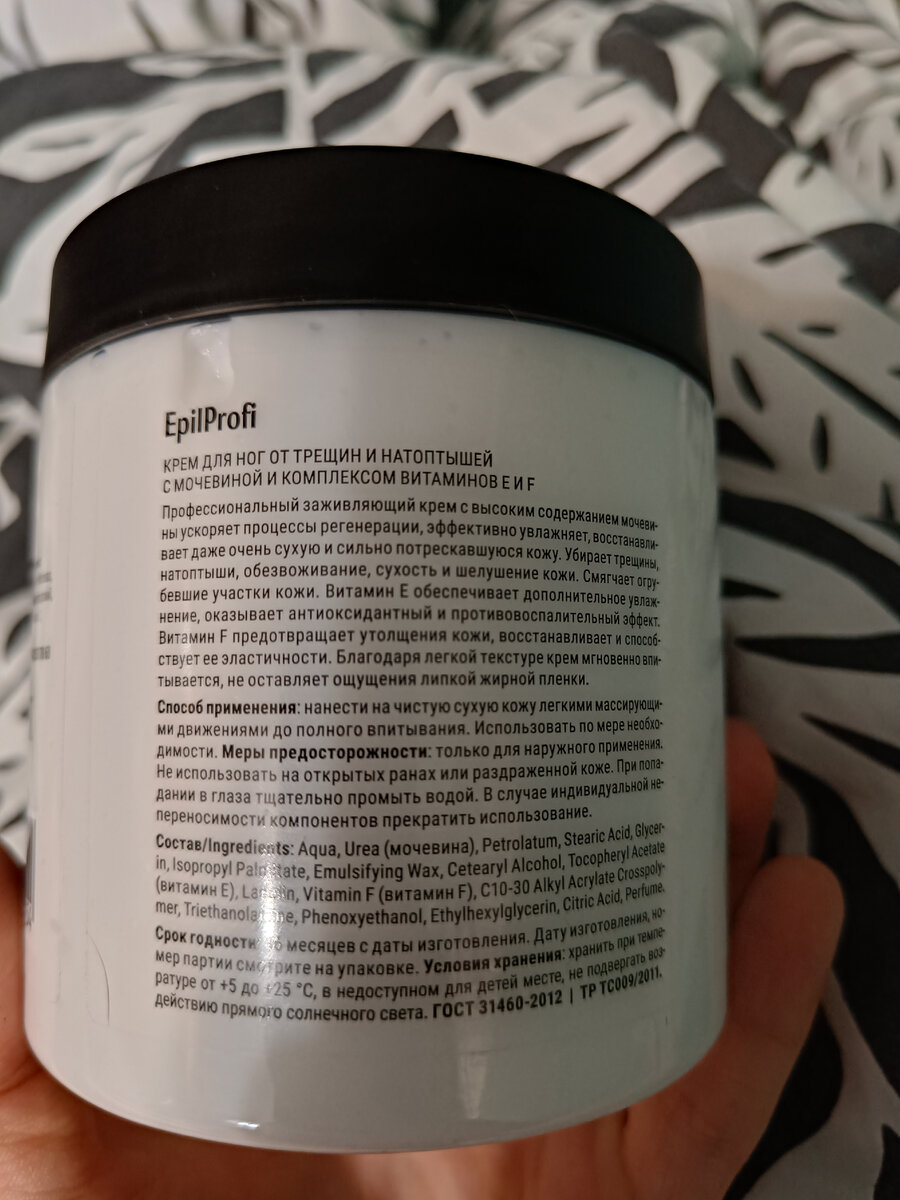 EpilProfi
КРЕМ ДЛЯ НОГ ОТ ТРЕЩИН И НАТОПТЫШЕЙ
С МОЧЕВИНОЙ И КОМПЛЕКСОМ ВИТАМИНОВ Е И F
Профессиональный заживляющий крем с высоким содержанием мочеви-
ны ускоряет процессы регенерации, эффективно увлажняет, восстанавли-
вает даже очень сухую и сильно потрескавшуюся кожу. Убирает трещины,
натоптыши, обезвоживание, сухость и шелушение кожи. Смягчает огру-
бевшие участки кожи. Витамин Е обеспечивает дополнительное увлаж-
нение, оказывает антиоксидантный и противовоспалительный эффект.
Витамин F предотвращает утолщения кожи, восстанавливает и способ-
ствует ее эластичности. Благодаря легкой текстуре крем мгновенно впи-
тывается, не оставляет ощущения липкой жирной пленки.
Способ применения: нанести на чистую сухую кожу легкими массирующи-
ми движениями до полного впитывания. Использовать по мере необхо-
димости. Меры предосторожности: только для наружного применения.
Не использовать на открытых ранах или раздраженной коже. При попа-
дании в глаза тщательно промыть водой. В случае индивидуальной не-
переносимости компонентов прекратить использование.
Состав/Ingredients: Aqua, Urea (мочевина), Petrolatum, Stearic Acid, Glycer-
in, Isopropyl Emulsifying Wax, Cetearyl Alcohol, Tocopheryl Acetate
(витамин Е), Vitamin F (витамин F), C10-30 Alkyl Acrylate Crosspoly-
mer, Phenoxyethanol, Ethylhexylglycerin, Citric Acid, Perfume.
Срок годности: месяцев с даты изготовления. Дату изготовления, но-
мер партии смотрите на упаковке. Условия хранения: хранить при темпе-
ратуре от +5 до +25 °C, в недоступном для детей месте, не подвергать воз-
действию прямого солнечного света. ГОСТ 31460-2012 | ТР ТС009/2011.